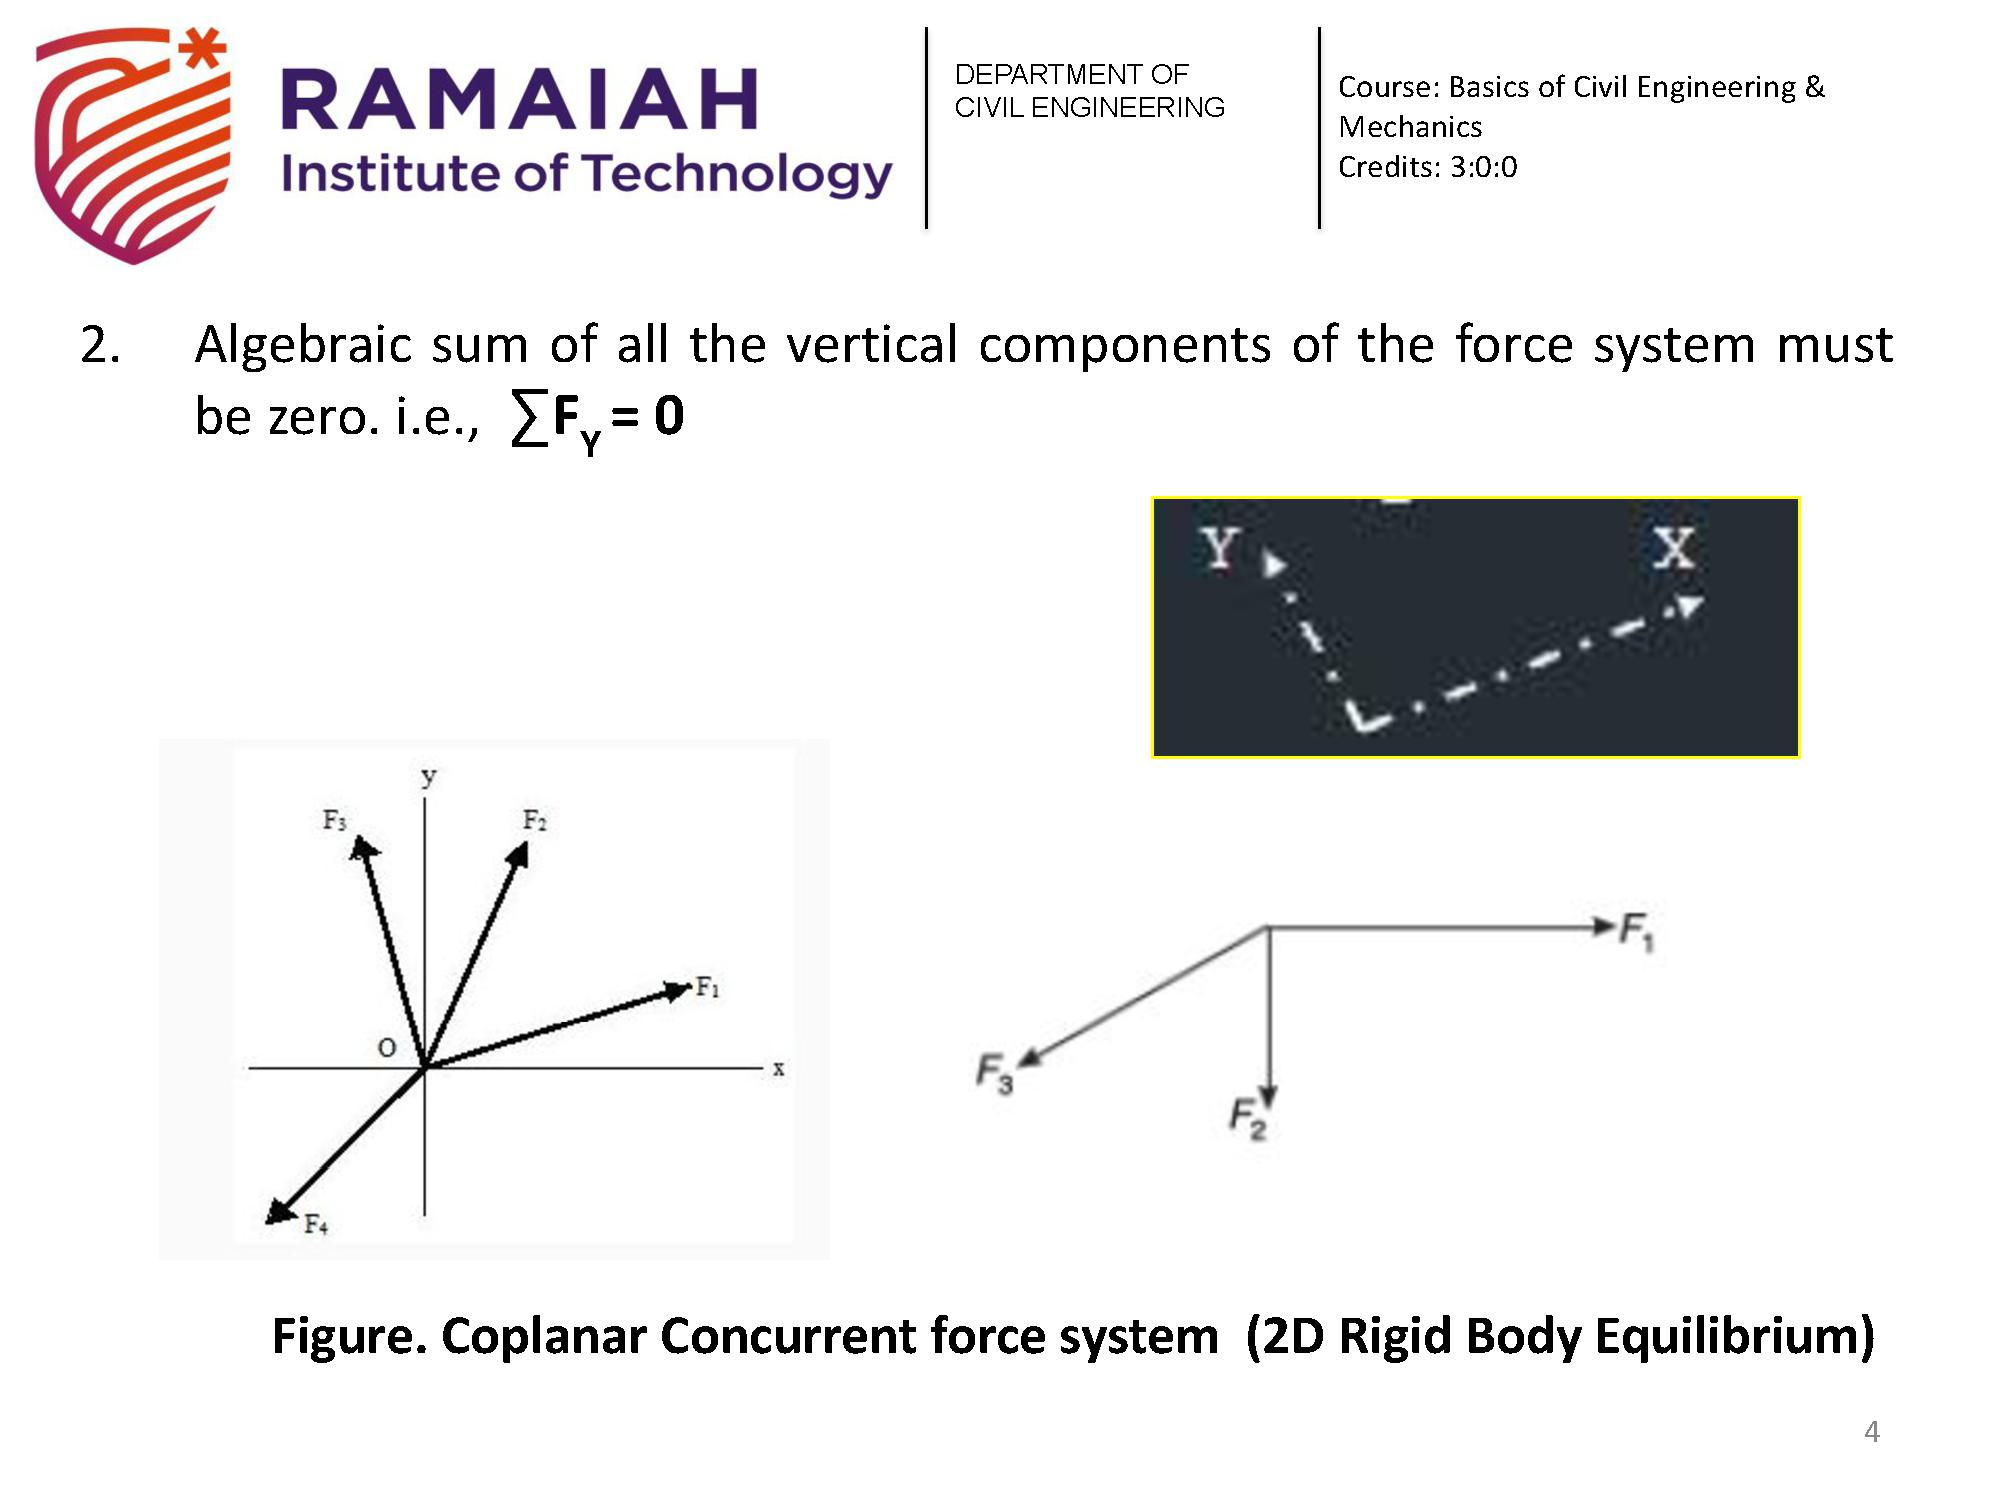 RAMAIAH
Institute of Technology
DEPARTMENT OF
CIVIL ENGINEERING
Course: Basics of Civil Engineering &
Mechanics
Credits: 3:0:0
2. Algebraic sum of all the vertical components of the force system must
be zero. i.e., ∑F_Y = 0
Y X
y
F₃ F₂
F₁
O
x
F₄
F₁
F₃
F₂
Figure. Coplanar Concurrent force system (2D Rigid Body Equilibrium)
4